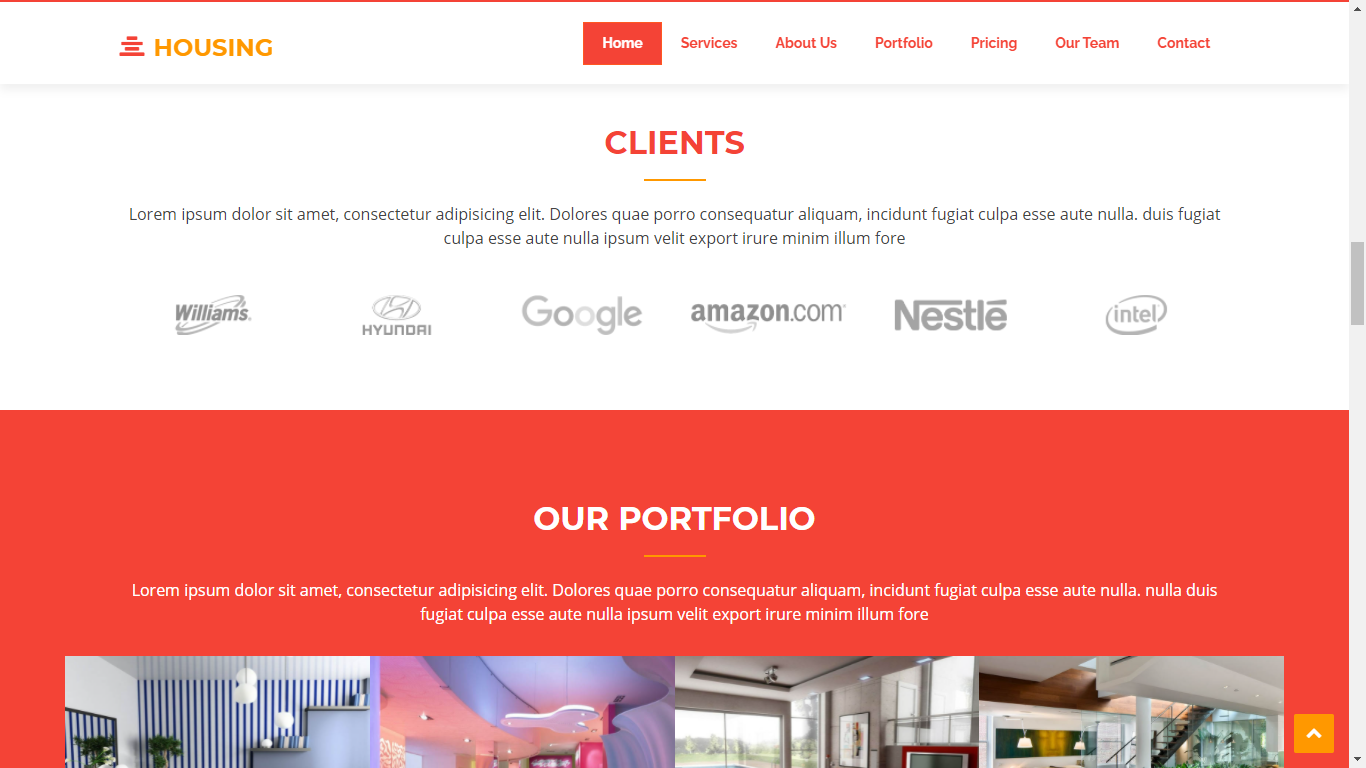 HOUSING
Home Services About Us Portfolio Pricing Our Team Contact
CLIENTS
Lorem ipsum dolor sit amet, consectetur adipisicing elit. Dolores quae porro consequatur aliquam, incidunt fugiat culpa esse aute nulla. duis fugiat
culpa esse aute nulla ipsum velit export irure minim illum fore
Williams HYUNDAI Google amazon.com Nestlé intel
OUR PORTFOLIO
Lorem ipsum dolor sit amet, consectetur adipisicing elit. Dolores quae porro consequatur aliquam, incidunt fugiat culpa esse aute nulla. nulla duis
fugiat culpa esse aute nulla ipsum velit export irure minim illum fore